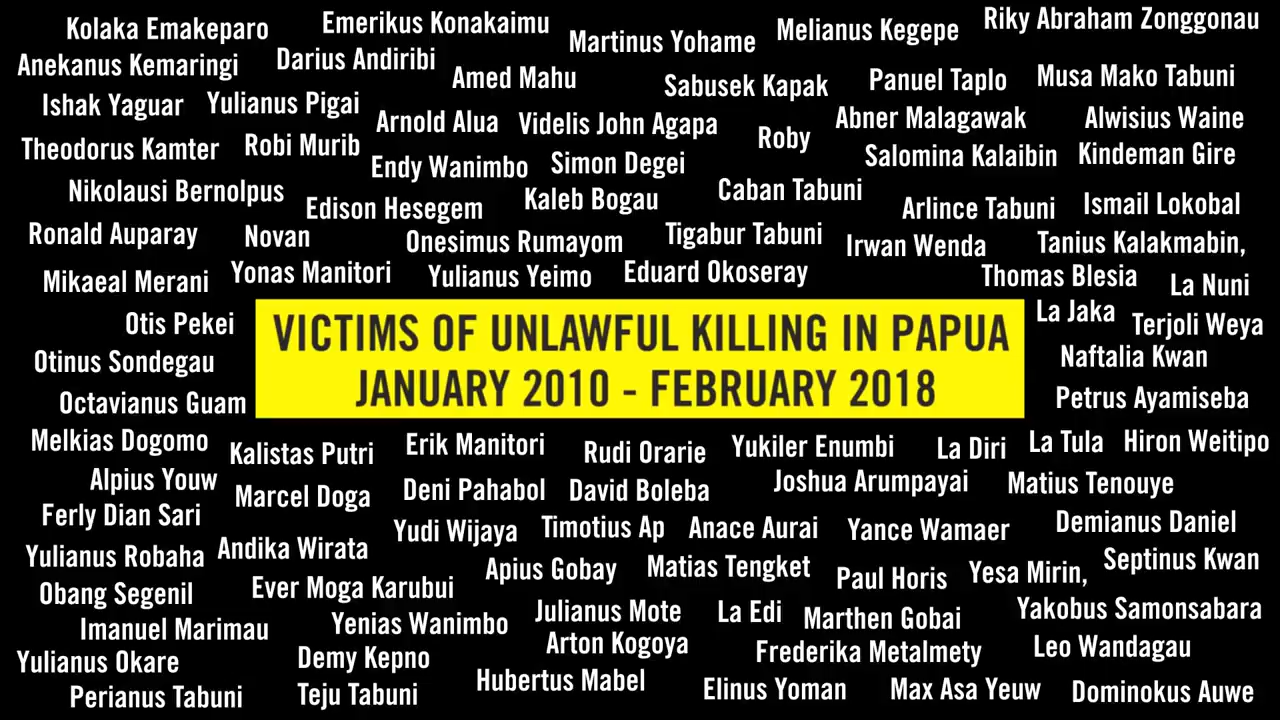 Kolaka Emakeparo
Emerikus Konakaimu
Martinus Yohame
Melianus Kegepe
Riky Abraham Zonggonau
Anekanus Kemaringi
Darius Andiribi
Amed Mahu
Sabusek Kapak
Panuel Taplo
Musa Mako Tabuni
Ishak Yaguar
Yulianus Pigai
Arnold Alua
Videlis John Agapa
Roby
Abner Malagawak
Alwisius Waine
Theodorus Kamter
Robi Murib
Endy Wanimbo
Simon Degei
Salomina Kalaibin
Kindeman Gire
Nikolausi Bernolpus
Edison Hesegem
Kaleb Bogau
Caban Tabuni
Arlince Tabuni
Ismail Lokobal
Ronald Auparay
Novan
Onesimus Rumayom
Tigabur Tabuni
Irwan Wenda
Tanius Kalakmabin,
Mikaeal Merani
Yonas Manitori
Yulianus Yeimo
Eduard Okoseray
Thomas Blesia
La Nuni
Otis Pekei
La Jaka
Terjoli Weya
Otinus Sondegau
Naftalia Kwan
Octavianus Guam
Petrus Ayamiseba
VICTIMS OF UNLAWFUL KILLING IN PAPUA
JANUARY 2010 - FEBRUARY 2018
Melkias Dogomo
Kalistas Putri
Erik Manitori
Rudi Orarie
Yukiler Enumbi
La Diri
La Tula
Hiron Weitipo
Alpius Youw
Marcel Doga
Deni Pahabol
David Boleba
Joshua Arumpayai
Matius Tenouye
Ferly Dian Sari
Yudi Wijaya
Timotius Ap
Anace Aurai
Yance Wamaer
Demianus Daniel
Yulianus Robaha
Andika Wirata
Apius Gobay
Matias Tengket
Paul Horis
Yesa Mirin,
Septinus Kwan
Obang Segenil
Ever Moga Karubui
Julianus Mote
La Edi
Marthen Gobai
Yakobus Samonsabara
Imanuel Marimau
Yenias Wanimbo
Arton Kogoya
Frederika Metalmety
Leo Wandagau
Yulianus Okare
Demy Kepno
Hubertus Mabel
Elinus Yoman
Max Asa Yeuw
Dominokus Auwe
Perianus Tabuni
Teju Tabuni